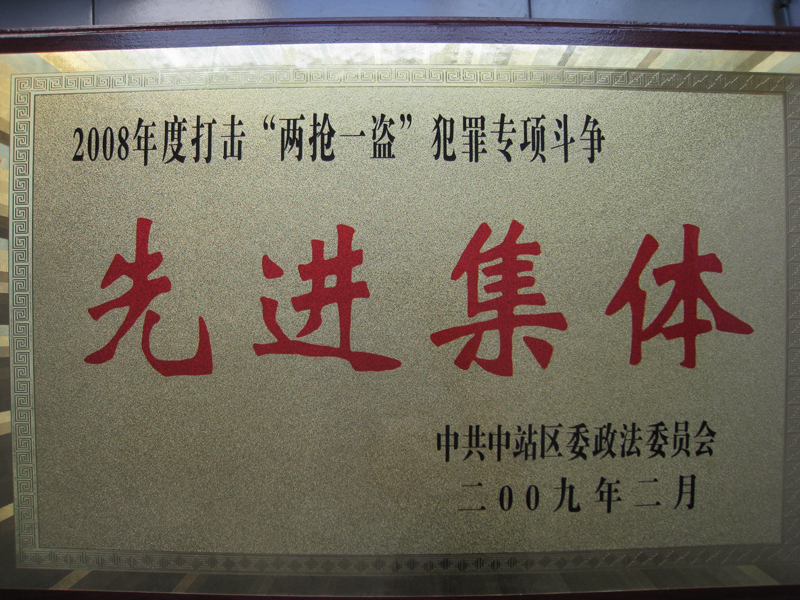 2008年度打击“两抢一盗”犯罪专项斗争
先进集体
中共中站区委政法委员会
二00九年二月